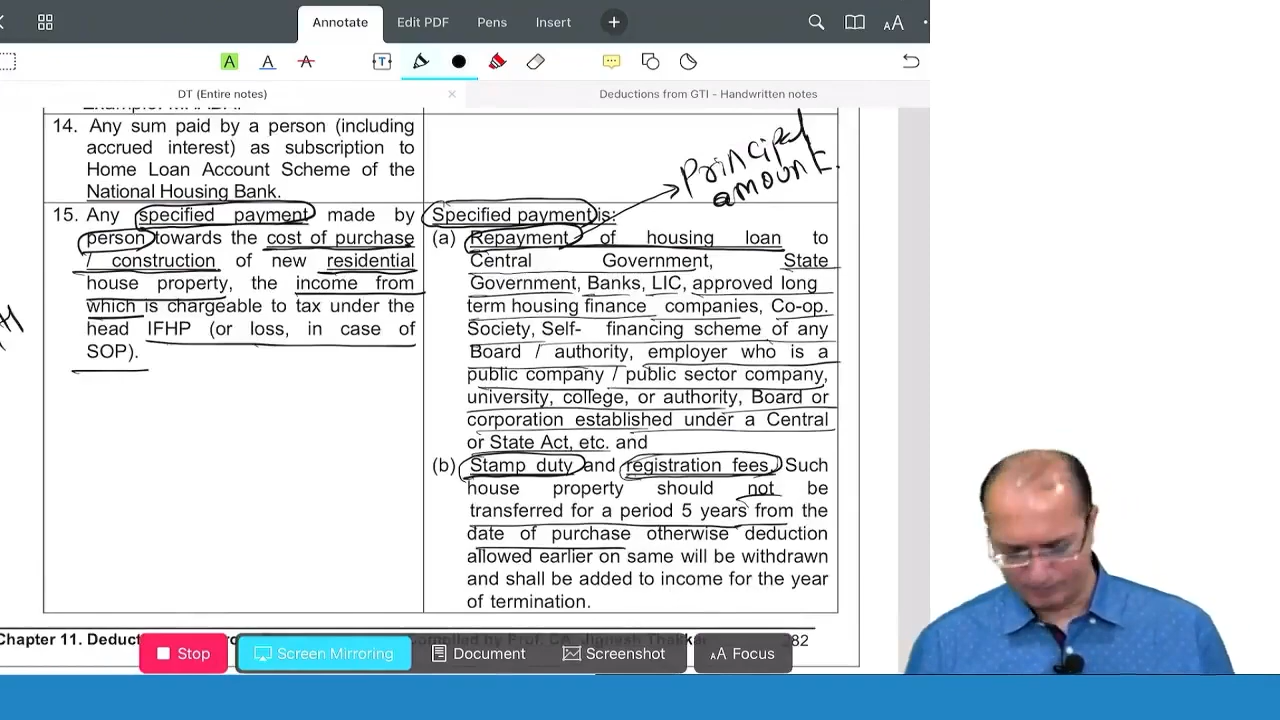 Annotate
Edit PDF
Pens
Insert
AA
A
A
A
T
DT (Entire notes)
Deductions from GTI - Handwritten notes
14. Any sum paid by a person (including
accrued interest) as subscription to
Home Loan Account Scheme of the
National Housing Bank.
Principal
amount.
15. Any specified payment made by
person towards the cost of purchase
/ construction of new residential
house property, the income from
which is chargeable to tax under the
head IFHP (or loss, in case of
SOP).
Specified payment is:
(a) Repayment of housing loan to
Central Government, State
Government, Banks, LIC, approved long
term housing finance companies, Co-op.
Society, Self- financing scheme of any
Board / authority, employer who is a
public company / public sector company,
university, college, or authority, Board or
corporation established under a Central
or State Act, etc. and
(b) Stamp duty and registration fees. Such
house property should not be
transferred for a period 5 years from the
date of purchase otherwise deduction
allowed earlier on same will be withdrawn
and shall be added to income for the year
of termination.
Chapter 11. Deduct
Compiled by Prof. CA. Jignesh Thakkar
Stop
Screen Mirroring
Document
Screenshot
AA Focus